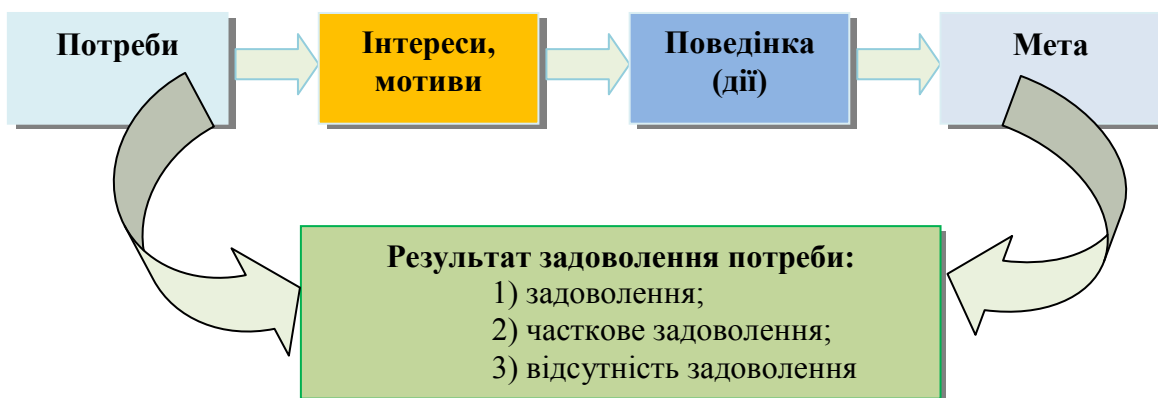 Потреби
Інтереси,
мотиви
Поведінка
(дії)
Мета
Результат задоволення потреби:
1) задоволення;
2) часткове задоволення;
3) відсутність задоволення